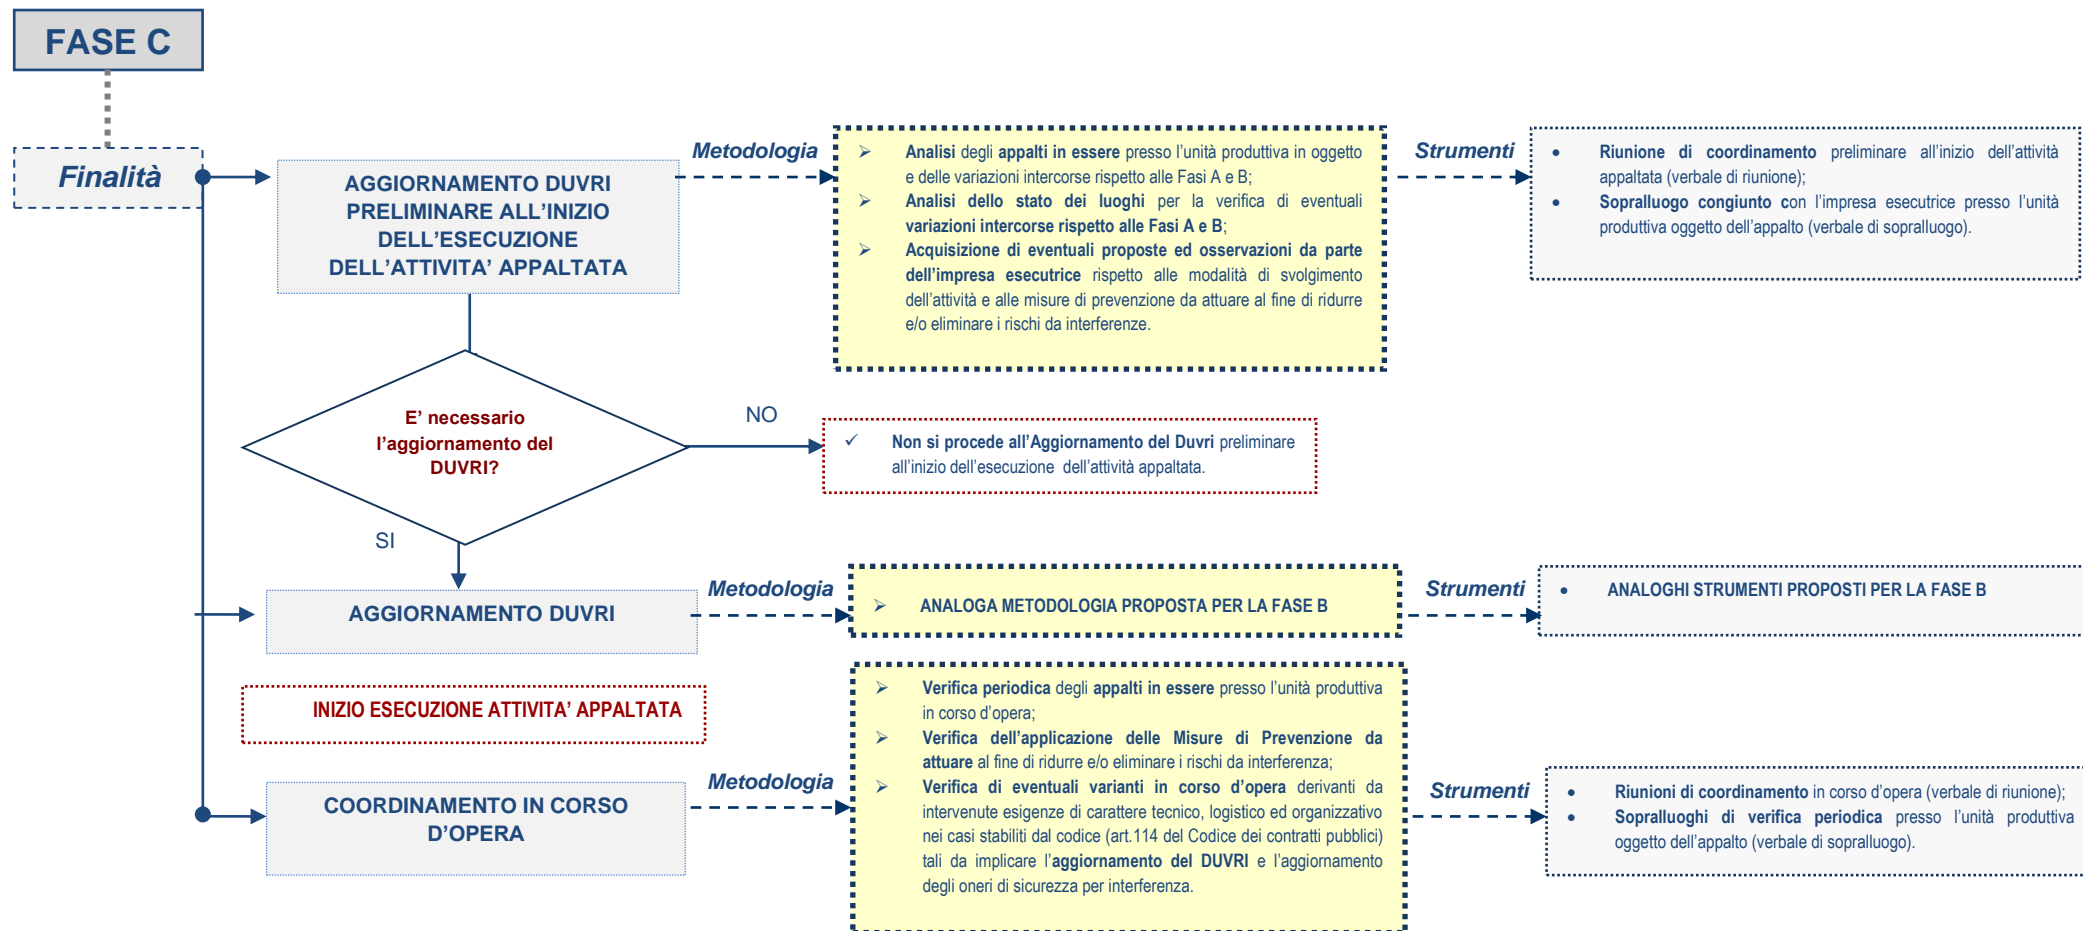 FASE C
Finalità
AGGIORNAMENTO DUVRI
PRELIMINARE ALL’INIZIO
DELL’ESECUZIONE
DELL’ATTIVITA’ APPALTATA
Metodologia
➢ Analisi degli appalti in essere presso l’unità produttiva in oggetto
e delle variazioni intercorse rispetto alle Fasi A e B;
➢ Analisi dello stato dei luoghi per la verifica di eventuali
variazioni intercorse rispetto alle Fasi A e B;
➢ Acquisizione di eventuali proposte ed osservazioni da parte
dell’impresa esecutrice rispetto alle modalità di svolgimento
dell’attività e alle misure di prevenzione da attuare al fine di ridurre
e/o eliminare i rischi da interferenze.
Strumenti
• Riunione di coordinamento preliminare all’inizio dell’attività
appaltata (verbale di riunione);
• Sopralluogo congiunto con l’impresa esecutrice presso l’unità
produttiva oggetto dell’appalto (verbale di sopralluogo).
E’ necessario
l’aggiornamento del
DUVRI?
NO
✓ Non si procede all’Aggiornamento del Duvri preliminare
all’inizio dell’esecuzione dell’attività appaltata.
SI
AGGIORNAMENTO DUVRI
Metodologia
➢ ANALOGA METODOLOGIA PROPOSTA PER LA FASE B
Strumenti
• ANALOGHI STRUMENTI PROPOSTI PER LA FASE B
INIZIO ESECUZIONE ATTIVITA’ APPALTATA
COORDINAMENTO IN CORSO
D’OPERA
Metodologia
➢ Verifica periodica degli appalti in essere presso l’unità produttiva
in corso d’opera;
➢ Verifica dell’applicazione delle Misure di Prevenzione da
attuare al fine di ridurre e/o eliminare i rischi da interferenza;
➢ Verifica di eventuali varianti in corso d’opera derivanti da
intervenute esigenze di carattere tecnico, logistico ed organizzativo
nei casi stabiliti dal codice (art.114 del Codice dei contratti pubblici)
tali da implicare l’aggiornamento del DUVRI e l’aggiornamento
degli oneri di sicurezza per interferenza.
Strumenti
• Riunioni di coordinamento in corso d’opera (verbale di riunione);
• Sopralluoghi di verifica periodica presso l’unità produttiva
oggetto dell’appalto (verbale di sopralluogo).